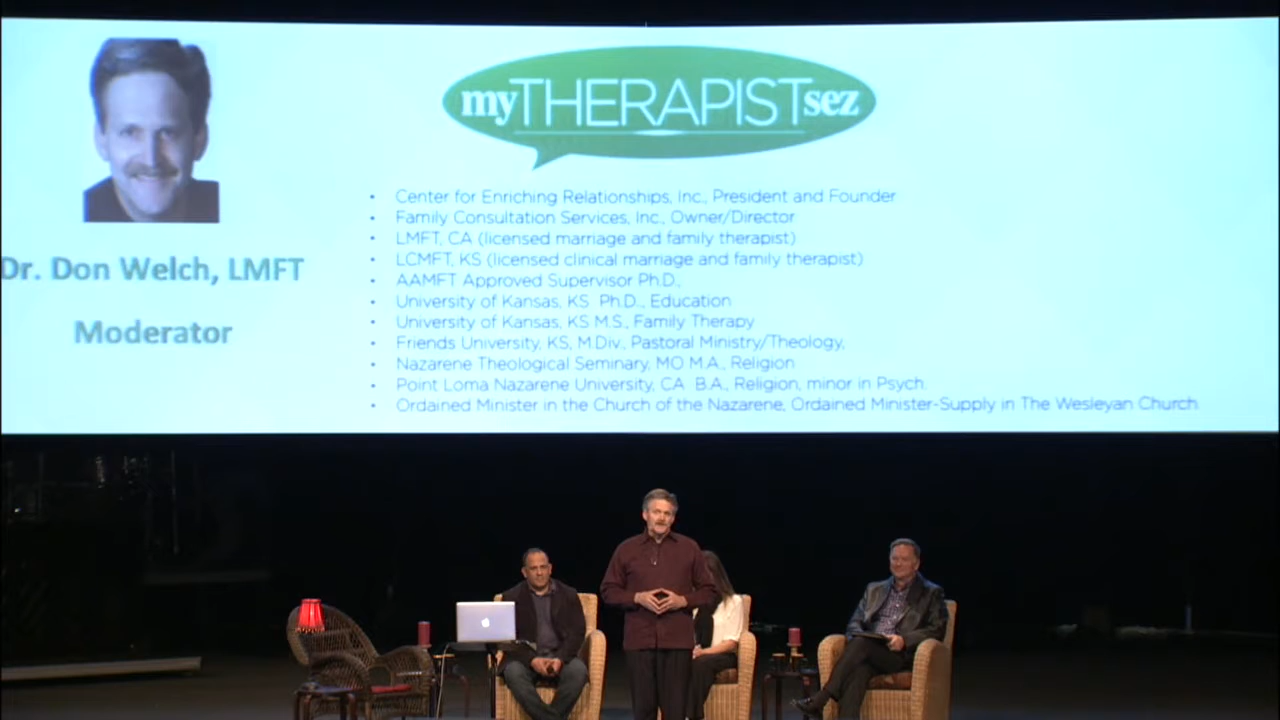 myTHERAPISTsez
Dr. Don Welch, LMFT
Moderator
• Center for Enriching Relationships, Inc., President and Founder
• Family Consultation Services, Inc., Owner/Director
• LMFT, CA (licensed marriage and family therapist)
• LCMFT, KS (licensed clinical marriage and family therapist)
• AAMFT Approved Supervisor Ph.D.,
• University of Kansas, KS Ph.D., Education
• University of Kansas, KS M.S., Family Therapy
• Friends University, KS, M.Div., Pastoral Ministry/Theology,
• Nazarene Theological Seminary, MO M.A., Religion
• Point Loma Nazarene University, CA B.A., Religion, minor in Psych.
• Ordained Minister in the Church of the Nazarene, Ordained Minister-Supply in The Wesleyan Church